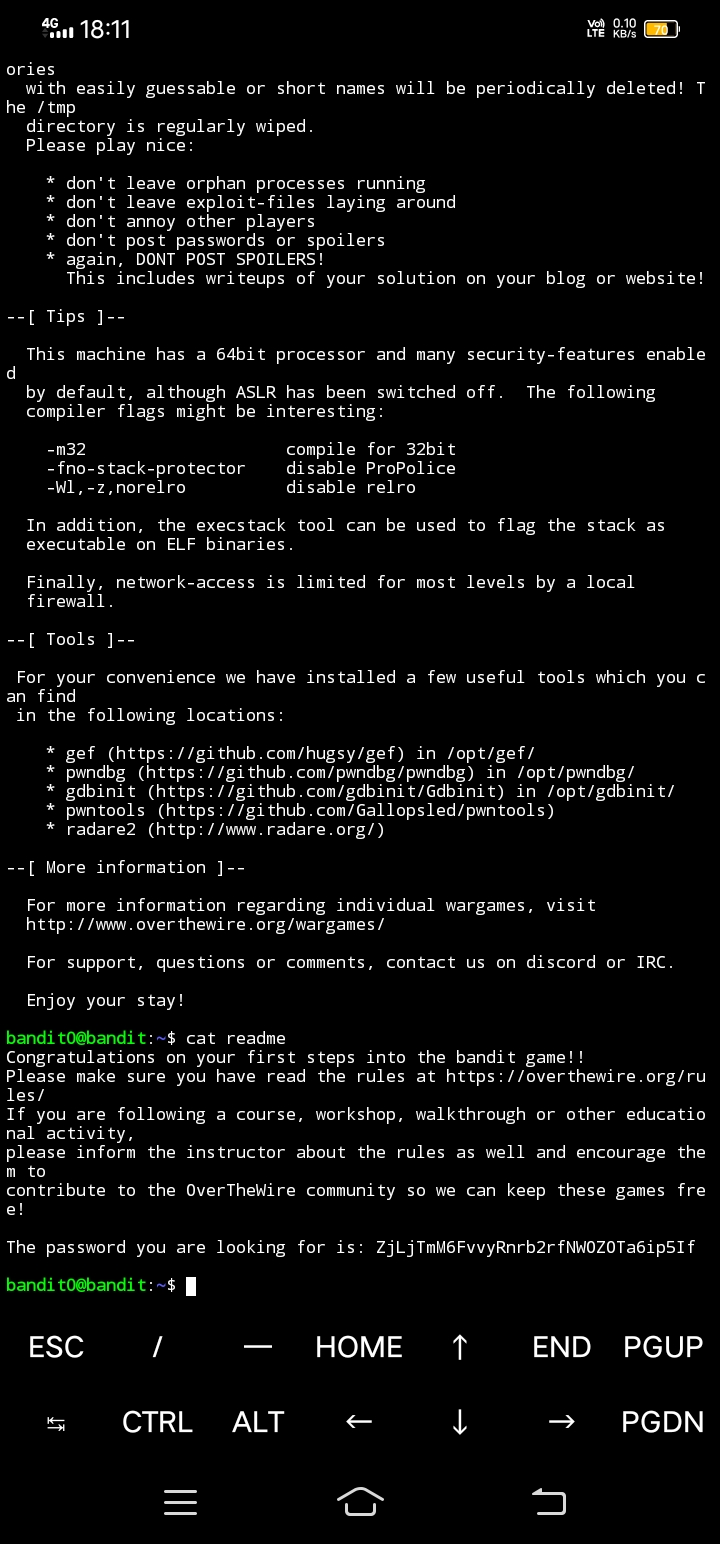 4G 18:11 Vo) LTE 0.10 KB/s 70
ories
  with easily guessable or short names will be periodically deleted! T
he /tmp
  directory is regularly wiped.
  Please play nice:

    * don't leave orphan processes running
    * don't leave exploit-files laying around
    * don't annoy other players
    * don't post passwords or spoilers
    * again, DONT POST SPOILERS!
      This includes writeups of your solution on your blog or website!

--[ Tips ]--

  This machine has a 64bit processor and many security-features enable
d
  by default, although ASLR has been switched off.  The following
  compiler flags might be interesting:

    -m32                    compile for 32bit
    -fno-stack-protector    disable ProPolice
    -Wl,-z,norelro          disable relro

  In addition, the execstack tool can be used to flag the stack as
  executable on ELF binaries.

  Finally, network-access is limited for most levels by a local
  firewall.

--[ Tools ]--

 For your convenience we have installed a few useful tools which you c
an find
 in the following locations:

    * gef (https://github.com/hugsy/gef) in /opt/gef/
    * pwndbg (https://github.com/pwndbg/pwndbg) in /opt/pwndbg/
    * gdbinit (https://github.com/gdbinit/Gdbinit) in /opt/gdbinit/
    * pwntools (https://github.com/Gallopsled/pwntools)
    * radare2 (http://www.radare.org/)

--[ More information ]--

  For more information regarding individual wargames, visit
  http://www.overthewire.org/wargames/

  For support, questions or comments, contact us on discord or IRC.

  Enjoy your stay!

bandit0@bandit:~$ cat readme
Congratulations on your first steps into the bandit game!!
Please make sure you have read the rules at https://overthewire.org/ru
les/
If you are following a course, workshop, walkthrough or other educatio
nal activity,
please inform the instructor about the rules as well and encourage the
m to
contribute to the OverTheWire community so we can keep these games fre
e!

The password you are looking for is: ZjLjTmM6FvvyRnrb2rfNWOZOTa6ip5If

bandit0@bandit:~$
ESC / — HOME ↑ END PGUP
↹ CTRL ALT ← ↓ → PGDN